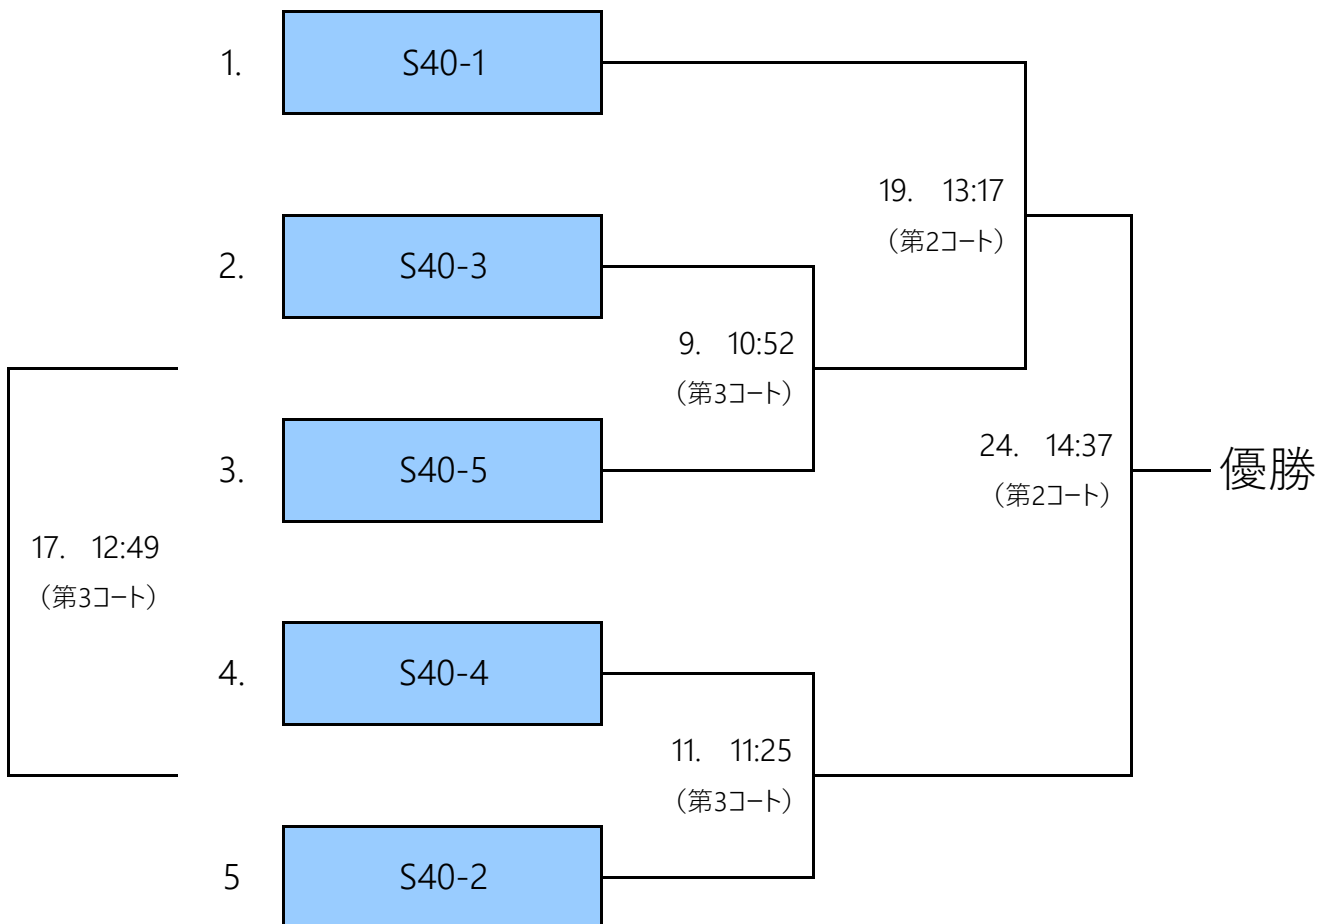 1.
S40-1
19. 13:17
（第2コート）
2.
S40-3
9. 10:52
（第3コート）
24. 14:37
（第2コート）
優勝
3.
S40-5
17. 12:49
（第3コート）
4.
S40-4
11. 11:25
（第3コート）
5
S40-2